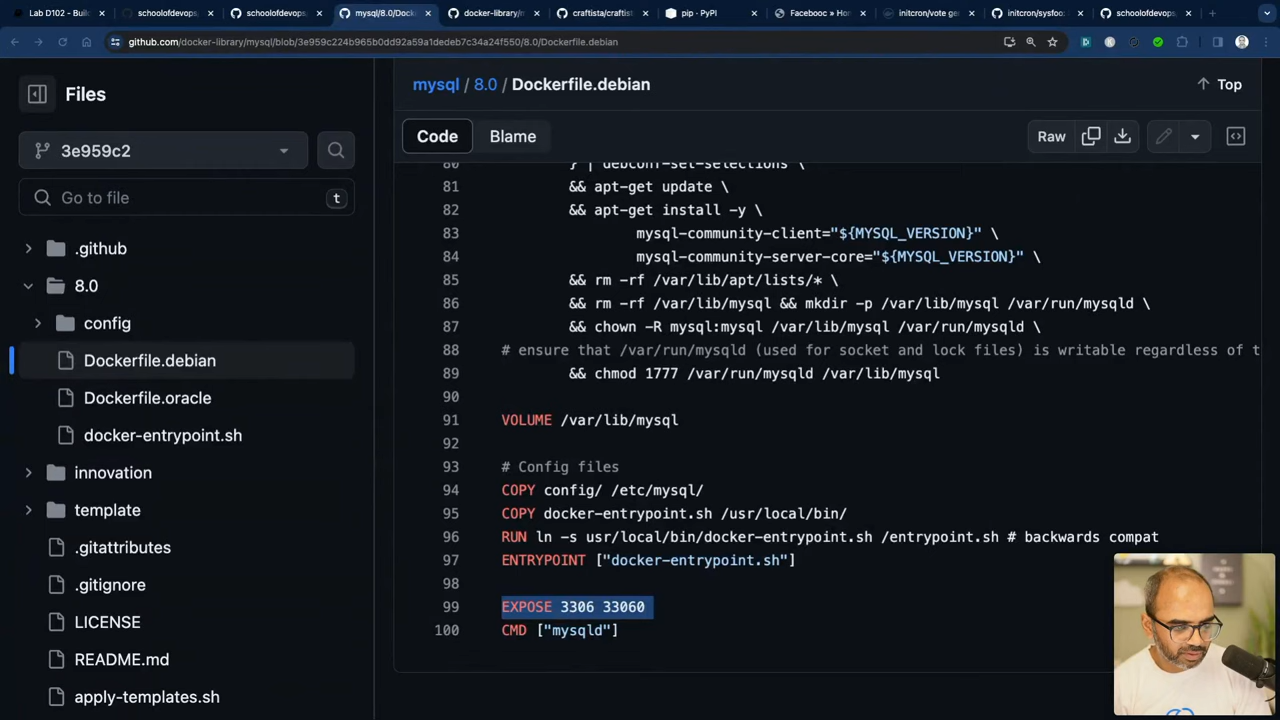 Lab D102 – Expos
schoolofdevops,
schoolofdevops,
mysql/8.0/Dock
docker-library/m
craftista/craftis
pip · PyPI
Facebooc » Hom
initcron/vote ge
initcron/sysfoo:
schoolofdevops
github.com/docker-library/mysql/blob/3e959c224b965b0dd92a59a1dedeb7c34a24f550/8.0/Dockerfile.debian
Files
mysql / 8.0 / Dockerfile.debian
Top
3e959c2
Code
Blame
Raw
Go to file
t
.github
8.0
config
Dockerfile.debian
Dockerfile.oracle
docker-entrypoint.sh
innovation
template
.gitattributes
.gitignore
LICENSE
README.md
apply-templates.sh
80 } | debconf-set-selections \
81 && apt-get update \
82 && apt-get install -y \
83 mysql-community-client="${MYSQL_VERSION}" \
84 mysql-community-server-core="${MYSQL_VERSION}" \
85 && rm -rf /var/lib/apt/lists/* \
86 && rm -rf /var/lib/mysql && mkdir -p /var/lib/mysql /var/run/mysqld \
87 && chown -R mysql:mysql /var/lib/mysql /var/run/mysqld \
88 # ensure that /var/run/mysqld (used for socket and lock files) is writable regardless of t
89 && chmod 1777 /var/run/mysqld /var/lib/mysql
90
91 VOLUME /var/lib/mysql
92
93 # Config files
94 COPY config/ /etc/mysql/
95 COPY docker-entrypoint.sh /usr/local/bin/
96 RUN ln -s usr/local/bin/docker-entrypoint.sh /entrypoint.sh # backwards compat
97 ENTRYPOINT ["docker-entrypoint.sh"]
98
99 EXPOSE 3306 33060
100 CMD ["mysqld"]